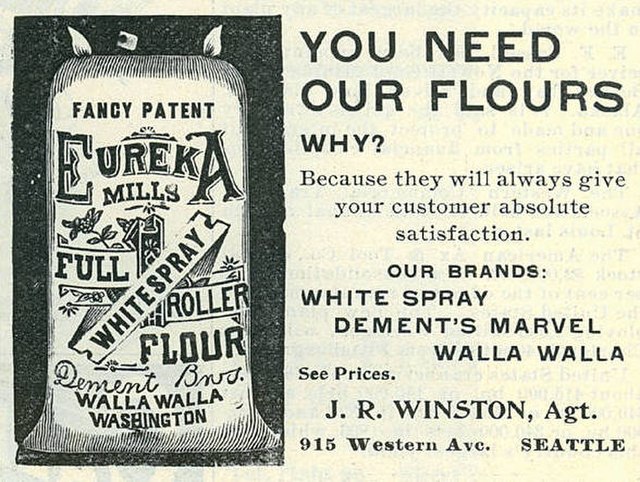 FANCY PATENT
EUREKA
MILLS
FULL
WHITE SPRAY
ROLLER
FLOUR
Dement Bros.
WALLA WALLA
WASHINGTON
YOU NEED
OUR FLOURS
WHY?
Because they will always give
your customer absolute
satisfaction.
OUR BRANDS:
WHITE SPRAY
DEMENT'S MARVEL
WALLA WALLA
See Prices.
J. R. WINSTON, Agt.
915 Western Ave. SEATTLE